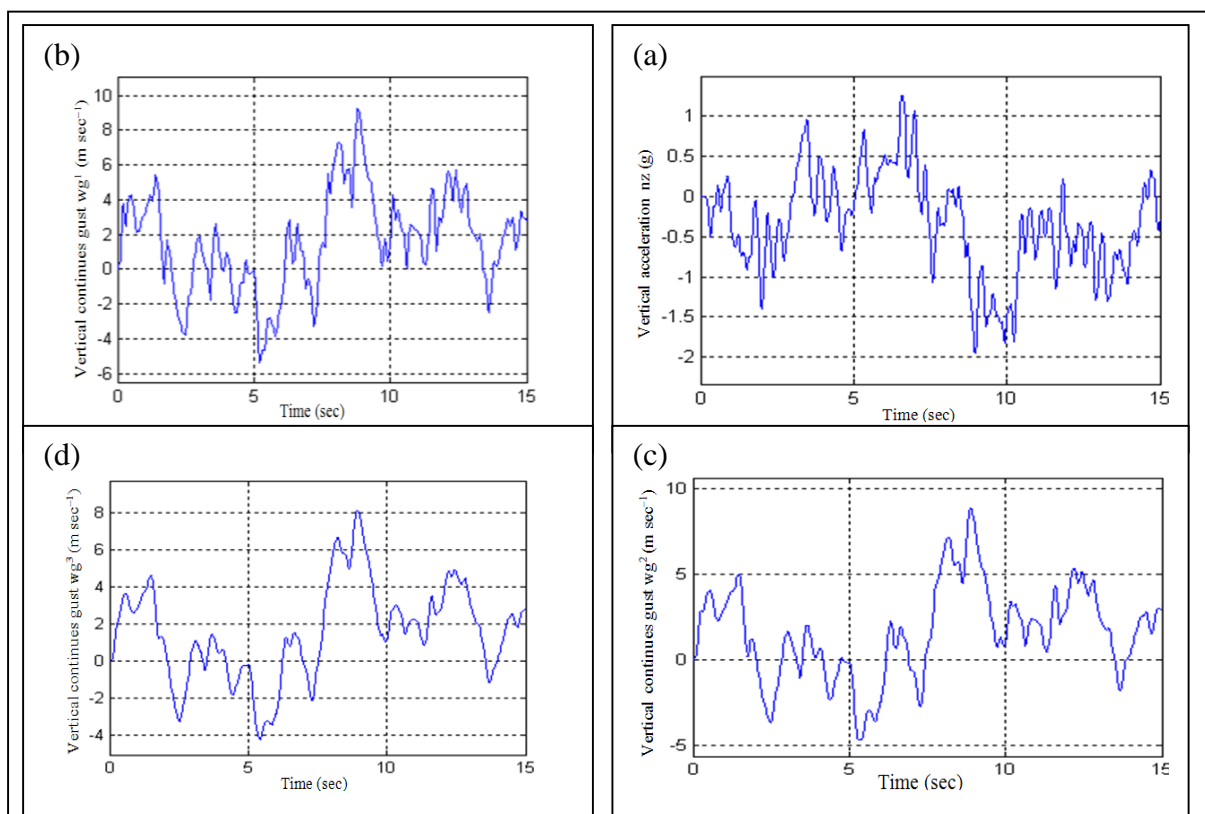 (b)
Vertical continues gust wg¹ (m sec⁻¹)
10
8
6
4
2
0
-2
-4
-6
0 5 10 15
Time (sec)
(a)
Vertical acceleration nz (g)
1
0.5
0
-0.5
-1
-1.5
-2
0 5 10 15
Time (sec)
(d)
Vertical continues gust wg³ (m sec⁻¹)
8
6
4
2
0
-2
-4
0 5 10 15
Time (sec)
(c)
Vertical continues gust wg² (m sec⁻¹)
10
5
0
-5
0 5 10 15
Time (sec)